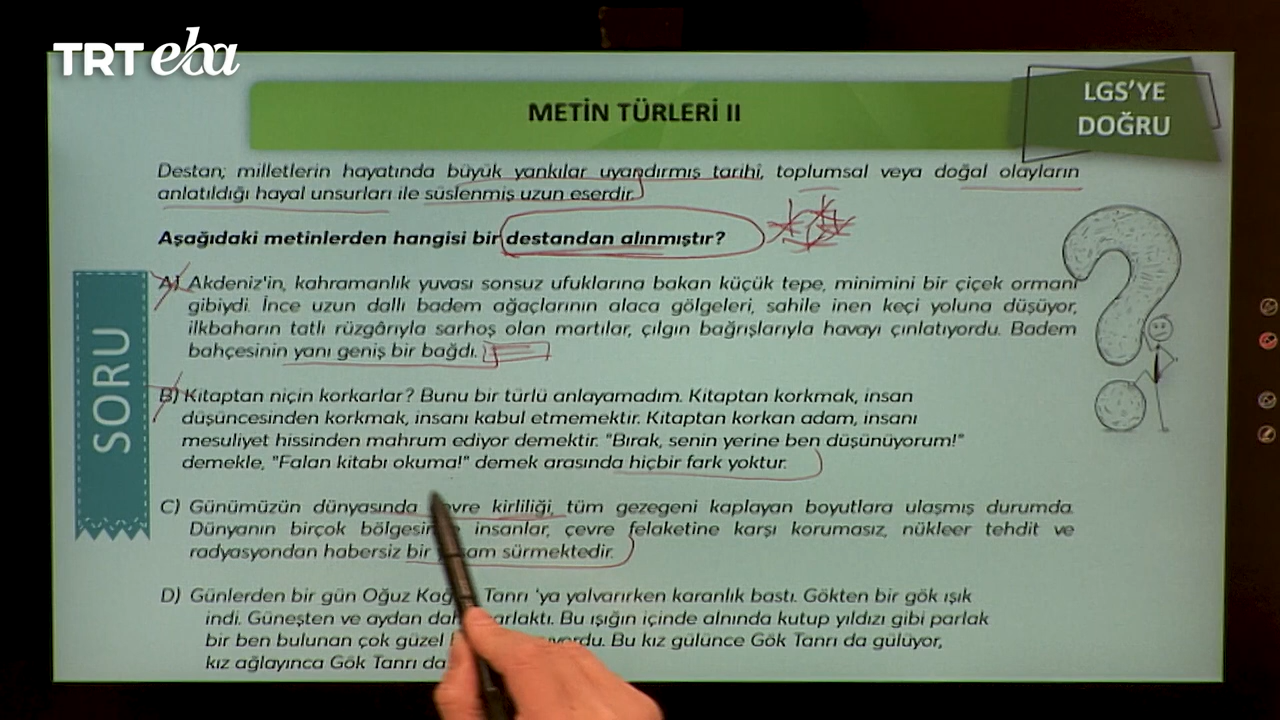 TRT eba
METİN TÜRLERİ II
LGS'YE
DOĞRU
Destan; milletlerin hayatında büyük yankılar uyandırmış tarihî, toplumsal veya doğal olayların
anlatıldığı hayal unsurları ile süslenmiş uzun eserdir.
Aşağıdaki metinlerden hangisi bir destandan alınmıştır?
SORU
A) Akdeniz'in, kahramanlık yuvası sonsuz ufuklarına bakan küçük tepe, minimini bir çiçek ormanı
gibiydi. İnce uzun dallı badem ağaçlarının alaca gölgeleri, sahile inen keçi yoluna düşüyor,
ilkbaharın tatlı rüzgârıyla sarhoş olan martılar, çılgın bağrışlarıyla havayı çınlatıyordu. Badem
bahçesinin yanı geniş bir bağdı.
B) Kitaptan niçin korkarlar? Bunu bir türlü anlayamadım. Kitaptan korkmak, insan
düşüncesinden korkmak, insanı kabul etmemektir. Kitaptan korkan adam, insanı
mesuliyet hissinden mahrum ediyor demektir. "Bırak, senin yerine ben düşünüyorum!"
demekle, "Falan kitabı okuma!" demek arasında hiçbir fark yoktur.
C) Günümüzün dünyasında kirliliği, tüm gezegeni kaplayan boyutlara ulaşmış durumda.
Dünyanın birçok insanlar, çevre felaketine karşı korumasız, nükleer tehdit ve
radyasyondan habersiz bir sürmektedir.
D) Günlerden bir gün Oğuz Tanrı 'ya yalvarırken karanlık bastı. Gökten bir gök ışık
indi. Güneşten ve aydan Bu ışığın içinde alnında kutup yıldızı gibi parlak
bir ben bulunan çok güzel Bu kız gülünce Gök Tanrı da gülüyor,
kız ağlayınca Gök Tanrı da